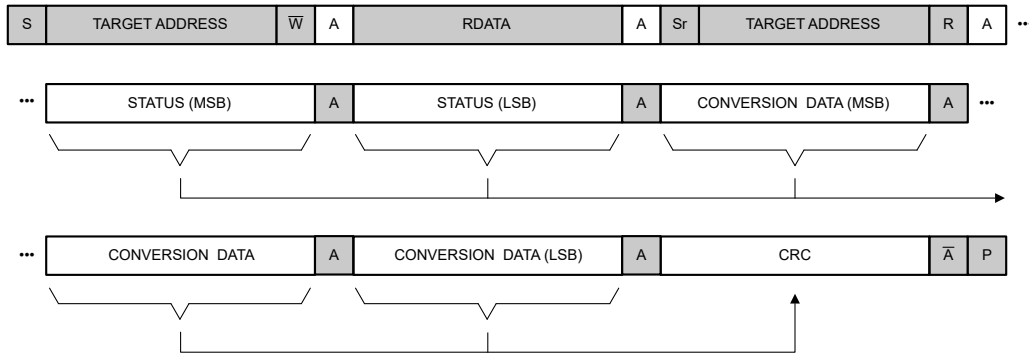 S TARGET ADDRESS W̅ A RDATA A Sr TARGET ADDRESS R A •••
••• STATUS (MSB) A STATUS (LSB) A CONVERSION DATA (MSB) A •••
••• CONVERSION DATA A CONVERSION DATA (LSB) A CRC A̅ P